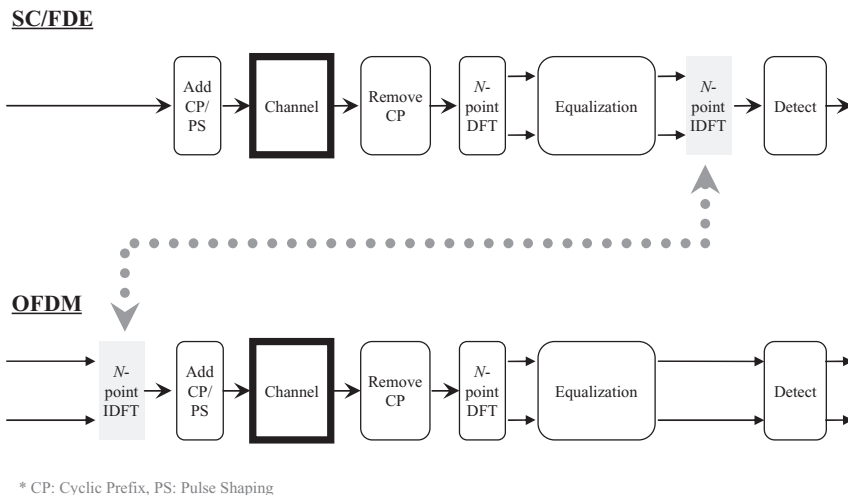 SC/FDE
Add
CP/
PS
Channel
Remove
CP
N-
point
DFT
Equalization
N-
point
IDFT
Detect
OFDM
N-
point
IDFT
Add
CP/
PS
Channel
Remove
CP
N-
point
DFT
Equalization
Detect
* CP: Cyclic Prefix, PS: Pulse Shaping